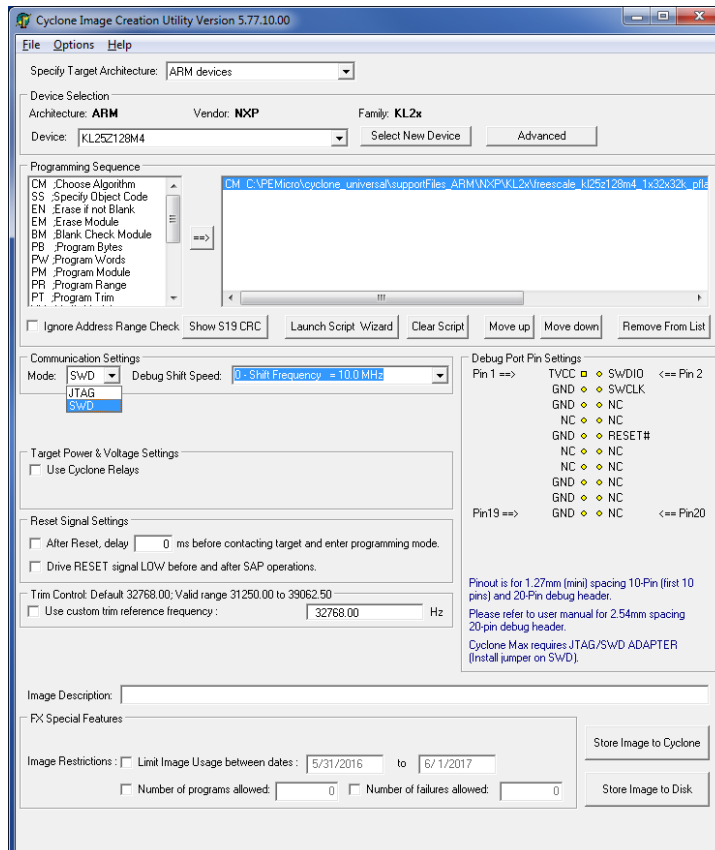 Cyclone Image Creation Utility Version 5.77.10.00
File Options Help
Specify Target Architecture: ARM devices
Device Selection
Architecture: ARM Vendor: NXP Family: KL2x
Device: KL25Z128M4 Select New Device Advanced
Programming Sequence
CM ;Choose Algorithm
SS ;Specify Object Code
EN ;Erase if not Blank
EM ;Erase Module
BM ;Blank Check Module
PB ;Program Bytes
PW ;Program Words
PM ;Program Module
PR ;Program Range
PT ;Program Trim
==>
CM C:\PEMicro\cyclone_universal\supportFiles_ARM\NXP\KL2x\freescale_kl25z128m4_1x32x32k_pfla
Ignore Address Range Check Show S19 CRC Launch Script Wizard Clear Script Move up Move down Remove From List
Communication Settings
Mode: SWD Debug Shift Speed: 0 - Shift Frequency = 10.0 MHz
JTAG
SWD
Target Power & Voltage Settings
Use Cyclone Relays
Reset Signal Settings
After Reset, delay 0 ms before contacting target and enter programming mode.
Drive RESET signal LOW before and after SAP operations.
Trim Control: Default 32768.00; Valid range 31250.00 to 39062.50
Use custom trim reference frequency : 32768.00 Hz
Debug Port Pin Settings
Pin 1 ==> TVCC SWDIO <== Pin 2
GND SWCLK
GND NC
NC NC
GND RESET#
NC NC
NC NC
GND NC
Pin19 ==> GND NC <== Pin20
Pinout is for 1.27mm (mini) spacing 10-Pin (first 10
pins) and 20-Pin debug header.
Please refer to user manual for 2.54mm spacing
20-pin debug header.
Cyclone Max requires JTAG/SWD ADAPTER
(Install jumper on SWD).
Image Description:
FX Special Features
Image Restrictions : Limit Image Usage between dates : 5/31/2016 to 6/ 1/2017
Number of programs allowed: 0 Number of failures allowed: 0
Store Image to Cyclone
Store Image to Disk